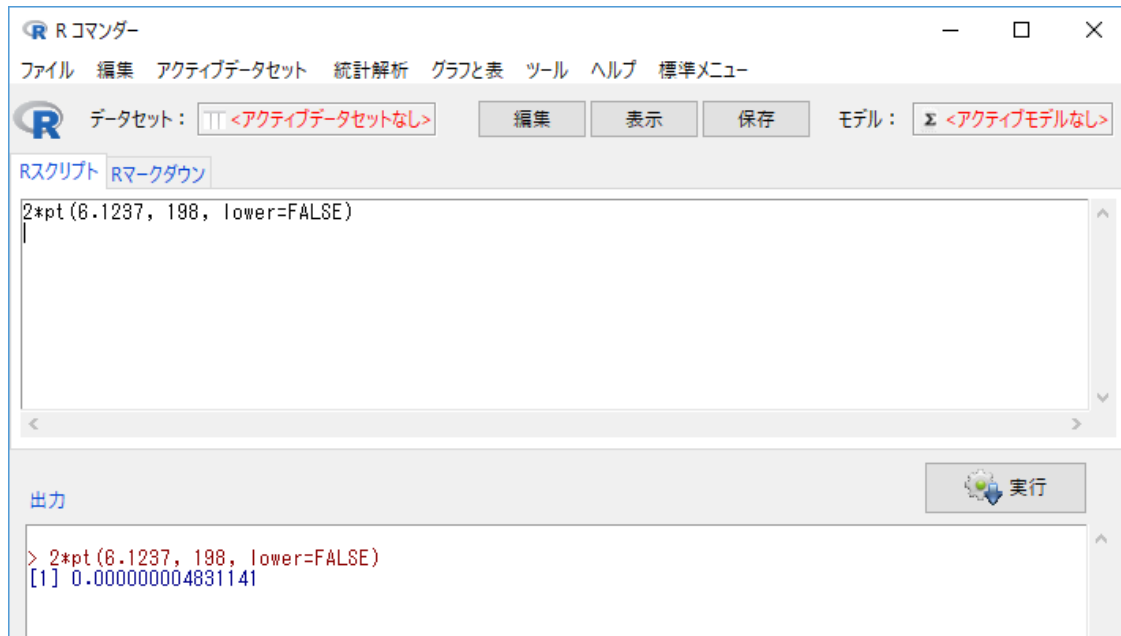 R コマンダー
ファイル 編集 アクティブデータセット 統計解析 グラフと表 ツール ヘルプ 標準メニュー
R データセット： <アクティブデータセットなし> 編集 表示 保存 モデル： Σ <アクティブモデルなし>
Rスクリプト Rマークダウン
2*pt(6.1237, 198, lower=FALSE)
実行
出力
> 2*pt(6.1237, 198, lower=FALSE)
[1] 0.000000004831141